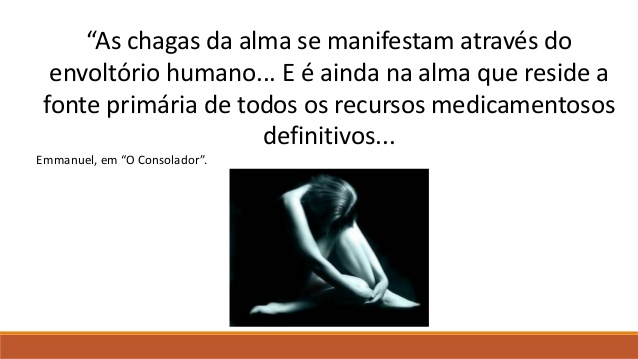 “As chagas da alma se manifestam através do
envoltório humano... E é ainda na alma que reside a
fonte primária de todos os recursos medicamentosos
definitivos...
Emmanuel, em “O Consolador”.